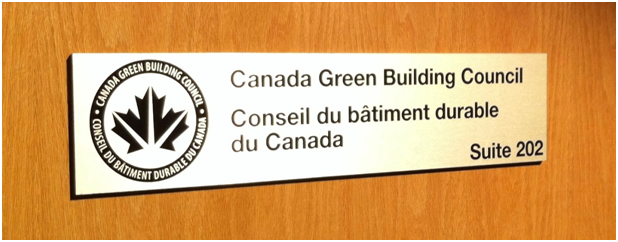 CANADA GREEN BUILDING COUNCIL
CONSEIL DU BÂTIMENT DURABLE DU CANADA
Canada Green Building Council
Conseil du bâtiment durable
du Canada
Suite 202